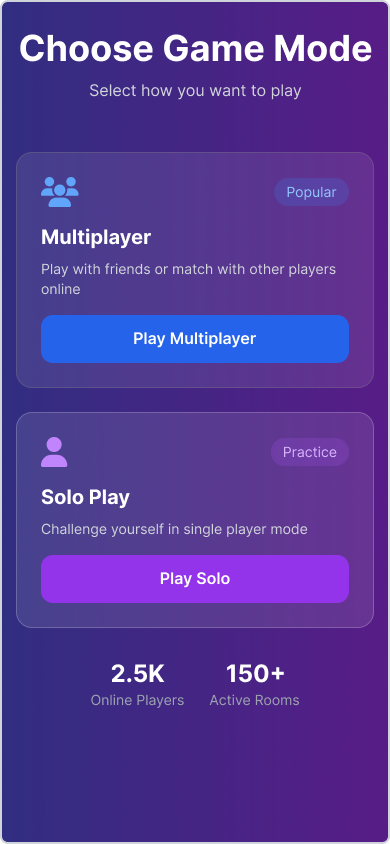 Choose Game Mode
Select how you want to play
Popular
Multiplayer
Play with friends or match with other players
online
Play Multiplayer
Practice
Solo Play
Challenge yourself in single player mode
Play Solo
2.5K 150+
Online Players Active Rooms